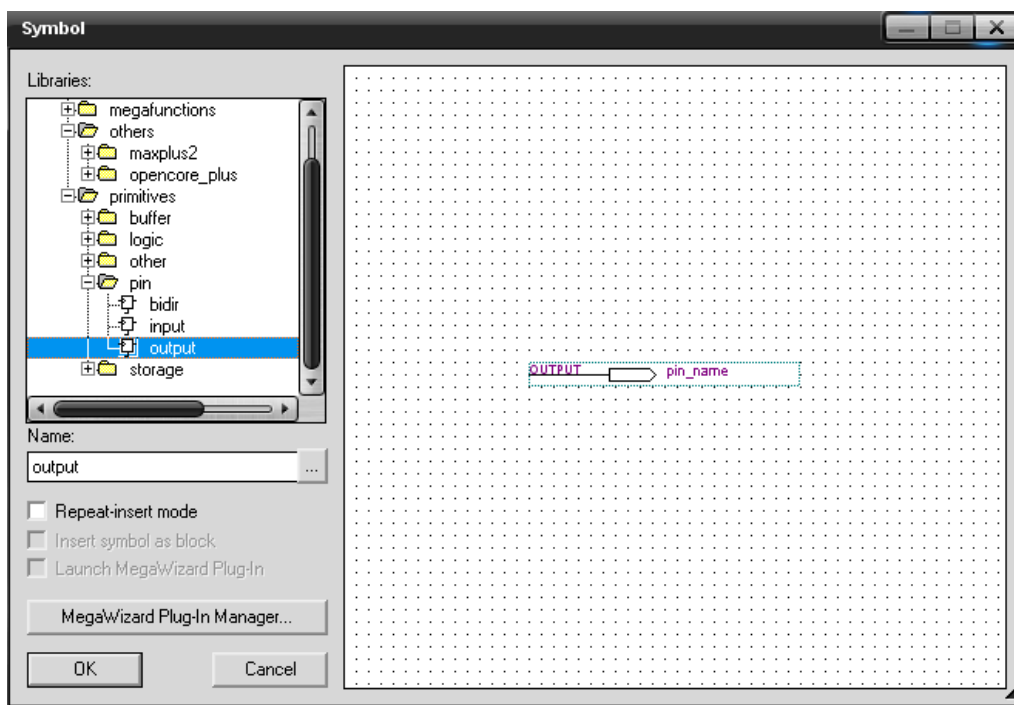 Symbol
Libraries:
megafunctions
others
maxplus2
opencore_plus
primitives
buffer
logic
other
pin
bidir
input
output
storage
Name:
output
...
Repeat-insert mode
Insert symbol as block
Launch MegaWizard Plug-In
MegaWizard Plug-In Manager...
OK Cancel
OUTPUT pin_name